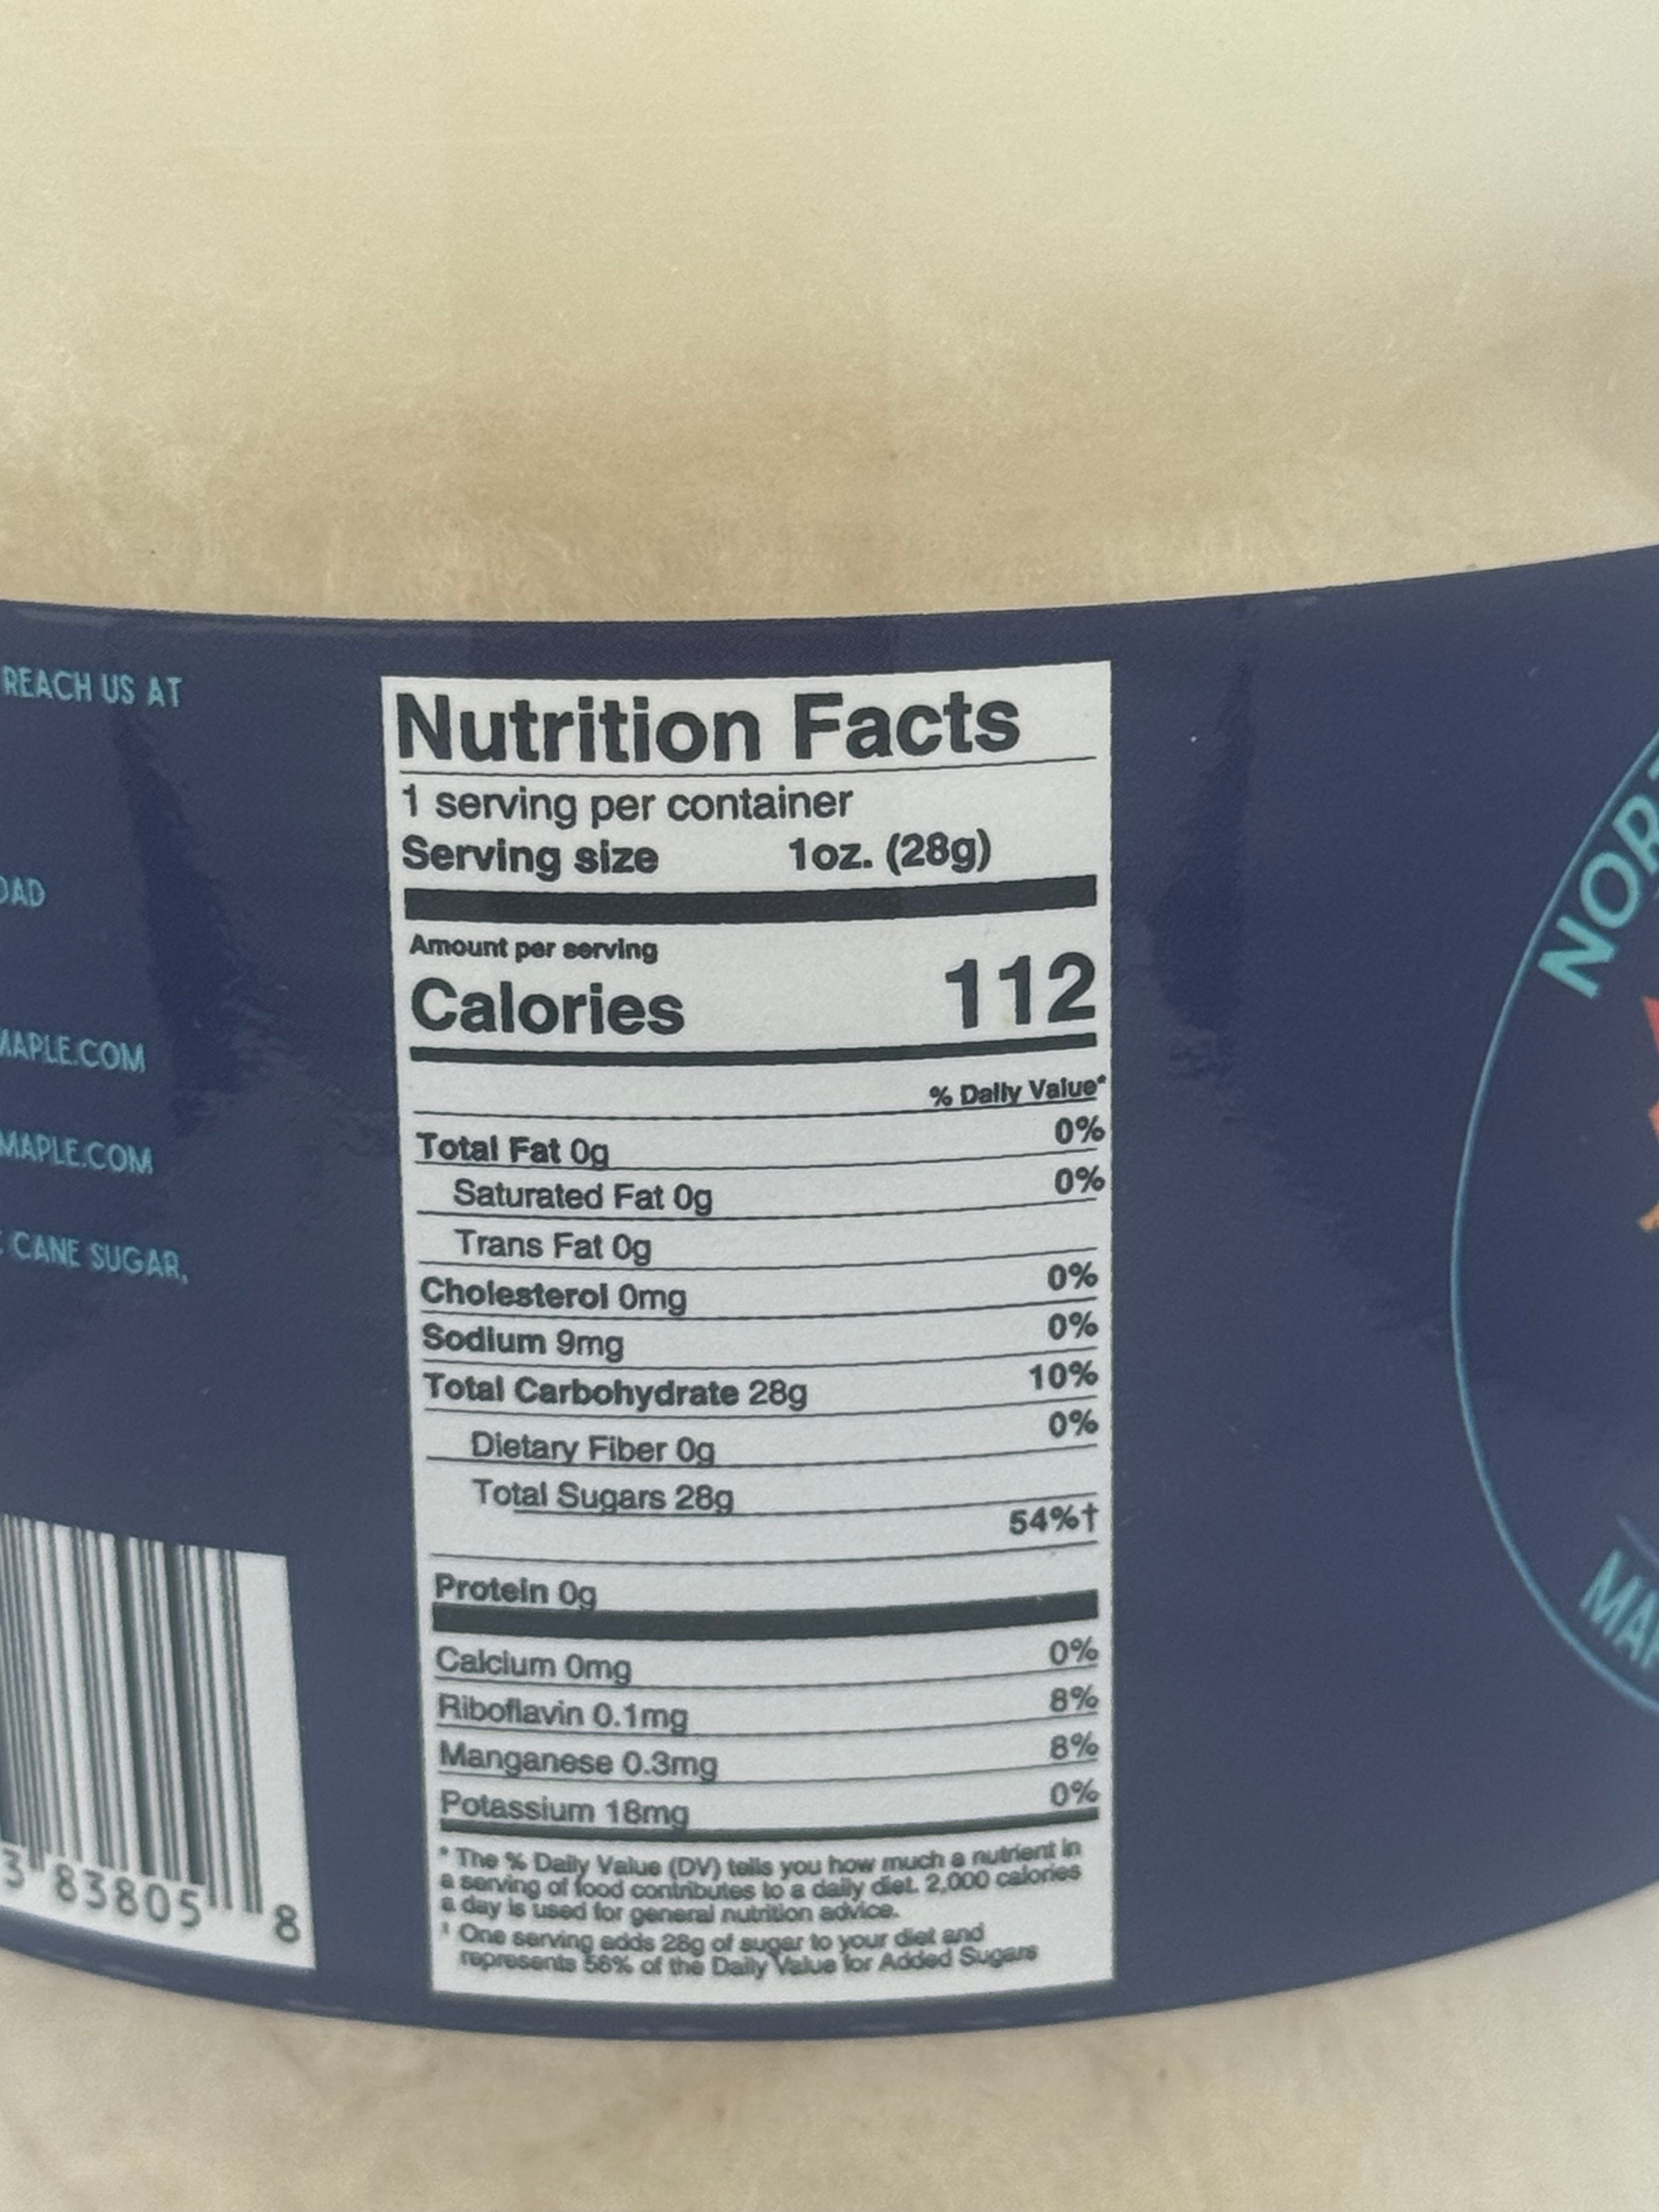 REACH US AT
OAD
MAPLE.COM
MAPLE.COM
CANE SUGAR,
3 83805 8
Nutrition Facts
1 serving per container
Serving size 1oz. (28g)
Amount per serving
Calories 112
% Daily Value*
Total Fat 0g 0%
Saturated Fat 0g 0%
Trans Fat 0g
Cholesterol 0mg 0%
Sodium 9mg 0%
Total Carbohydrate 28g 10%
Dietary Fiber 0g 0%
Total Sugars 28g
54%†
Protein 0g
Calcium 0mg 0%
Riboflavin 0.1mg 8%
Manganese 0.3mg 8%
Potassium 18mg 0%
* The % Daily Value (DV) tells you how much a nutrient in
a serving of food contributes to a daily diet. 2,000 calories
a day is used for general nutrition advice.
One serving adds 28g of sugar to your diet and
represents 56% of the Daily Value for Added Sugars
NOR
MA